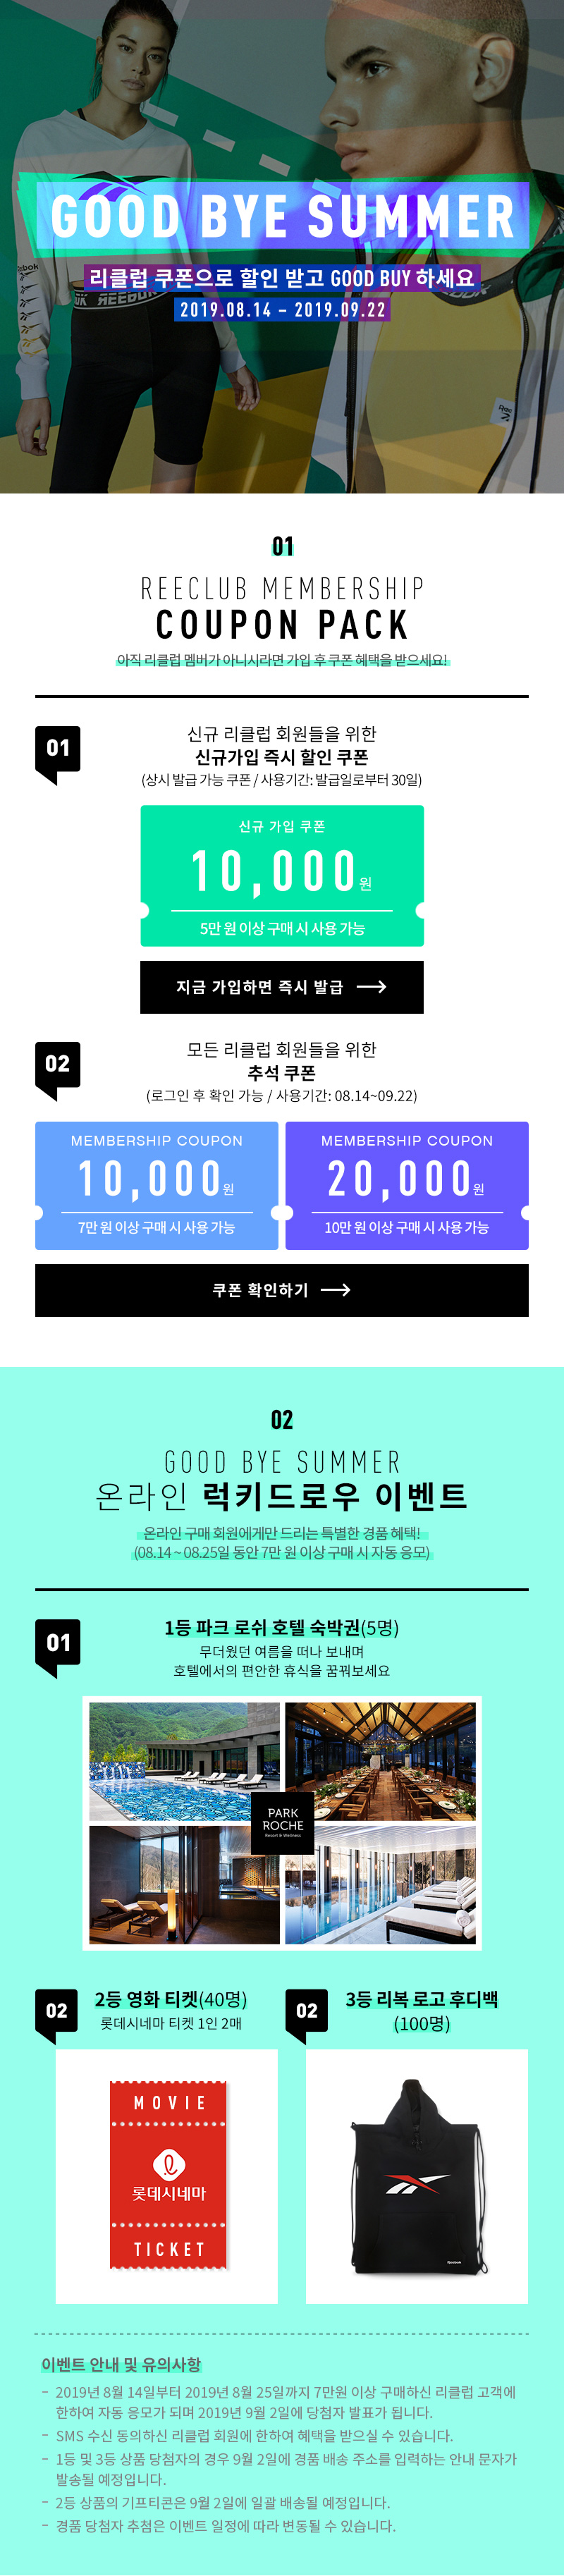 GOOD BYE SUMMER
리클럽 쿠폰으로 할인 받고 GOOD BUY 하세요
2019.08.14 – 2019.09.22
REEBOK
01
REECLUB MEMBERSHIP
COUPON PACK
아직 리클럽 멤버가 아니시라면 가입 후 쿠폰 혜택을 받으세요!
01
신규 리클럽 회원들을 위한
신규가입 즉시 할인 쿠폰
(상시 발급 가능 쿠폰 / 사용기간: 발급일로부터 30일)
신규 가입 쿠폰
10,000원
5만 원 이상 구매 시 사용 가능
지금 가입하면 즉시 발급
02
모든 리클럽 회원들을 위한
추석 쿠폰
(로그인 후 확인 가능 / 사용기간: 08.14~09.22)
MEMBERSHIP COUPON
10,000원
7만 원 이상 구매 시 사용 가능
MEMBERSHIP COUPON
20,000원
10만 원 이상 구매 시 사용 가능
쿠폰 확인하기
02
GOOD BYE SUMMER
온라인 럭키드로우 이벤트
온라인 구매 회원에게만 드리는 특별한 경품 혜택!
(08.14 ~ 08.25일 동안 7만 원 이상 구매 시 자동 응모)
01
1등 파크 로쉬 호텔 숙박권(5명)
무더웠던 여름을 떠나 보내며
호텔에서의 편안한 휴식을 꿈꿔보세요
PARK
ROCHE
Resort & Wellness
02
2등 영화 티켓(40명)
롯데시네마 티켓 1인 2매
MOVIE
롯데시네마
TICKET
02
3등 리복 로고 후디백
(100명)
Reebok
이벤트 안내 및 유의사항
- 2019년 8월 14일부터 2019년 8월 25일까지 7만원 이상 구매하신 리클럽 고객에
한하여 자동 응모가 되며 2019년 9월 2일에 당첨자 발표가 됩니다.
- SMS 수신 동의하신 리클럽 회원에 한하여 혜택을 받으실 수 있습니다.
- 1등 및 3등 상품 당첨자의 경우 9월 2일에 경품 배송 주소를 입력하는 안내 문자가
발송될 예정입니다.
- 2등 상품의 기프티콘은 9월 2일에 일괄 배송될 예정입니다.
- 경품 당첨자 추첨은 이벤트 일정에 따라 변동될 수 있습니다.